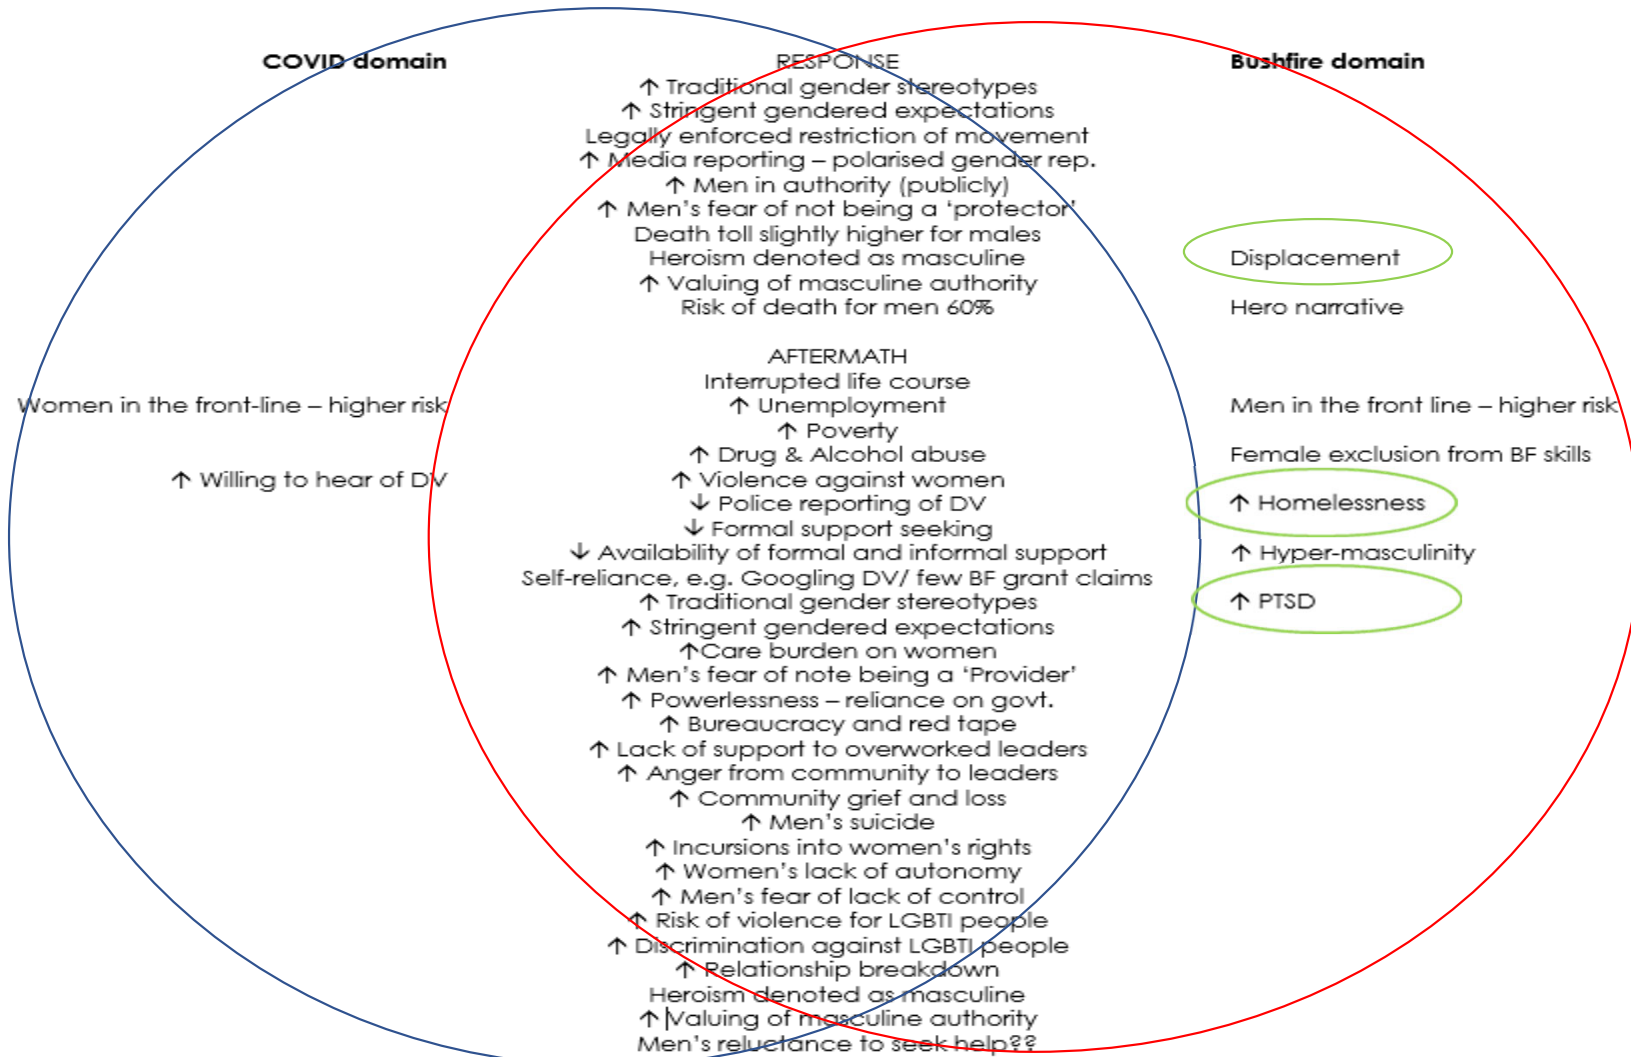 COVID domain
RESPONSE
Bushfire domain
↑ Traditional gender stereotypes
↑ Stringent gendered expectations
Legally enforced restriction of movement
↑ Media reporting – polarised gender rep.
↑ Men in authority (publicly)
↑ Men's fear of not being a 'protector'
Death toll slightly higher for males
Heroism denoted as masculine
Displacement
↑ Valuing of masculine authority
Risk of death for men 60%
Hero narrative
AFTERMATH
Interrupted life course
Women in the front-line – higher risk
↑ Unemployment
Men in the front line – higher risk
↑ Poverty
↑ Drug & Alcohol abuse
Female exclusion from BF skills
↑ Willing to hear of DV
↑ Violence against women
↓ Police reporting of DV
↑ Homelessness
↓ Formal support seeking
↓ Availability of formal and informal support
↑ Hyper-masculinity
Self-reliance, e.g. Googling DV/ few BF grant claims
↑ Traditional gender stereotypes
↑ PTSD
↑ Stringent gendered expectations
↑Care burden on women
↑ Men's fear of note being a 'Provider'
↑ Powerlessness – reliance on govt.
↑ Bureaucracy and red tape
↑ Lack of support to overworked leaders
↑ Anger from community to leaders
↑ Community grief and loss
↑ Men's suicide
↑ Incursions into women's rights
↑ Women's lack of autonomy
↑ Men's fear of lack of control
↑ Risk of violence for LGBTI people
↑ Discrimination against LGBTI people
↑ Relationship breakdown
Heroism denoted as masculine
↑ Valuing of masculine authority
Men's reluctance to seek help??